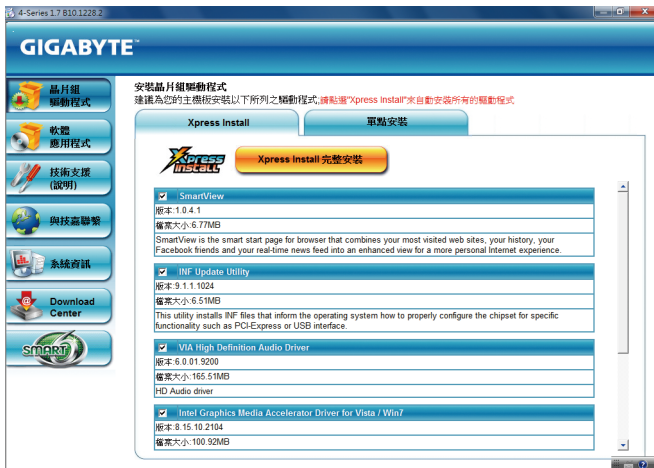 4-Series 1.7 B10.1228.2
GIGABYTE™
安裝晶片組驅動程式
建議為您的主機板安裝以下所列之驅動程式;請點選"Xpress Install"來自動安裝所有的驅動程式
晶片組
驅動程式
軟體
應用程式
技術支援
(說明)
與技嘉聯繫
系統資訊
Download
Center
SMART 6
Xpress Install
單點安裝
Xpress
INSTALL
Xpress Install 完整安裝
SmartView
版本:1.0.4.1
檔案大小:6.77MB
SmartView is the smart start page for browser that combines your most visited web sites, your history, your
Facebook friends and your real-time news feed into an enhanced view for a more personal Internet experience.
INF Update Utility
版本:9.1.1.1024
檔案大小:6.51MB
This utility installs INF files that inform the operating system how to properly configure the chipset for specific
functionality such as PCI-Express or USB interface.
VIA High Definition Audio Driver
版本:6.0.01.9200
檔案大小:165.51MB
HD Audio driver
Intel Graphics Media Accelerator Driver for Vista / Win7
版本:8.15.10.2104
檔案大小:100.92MB